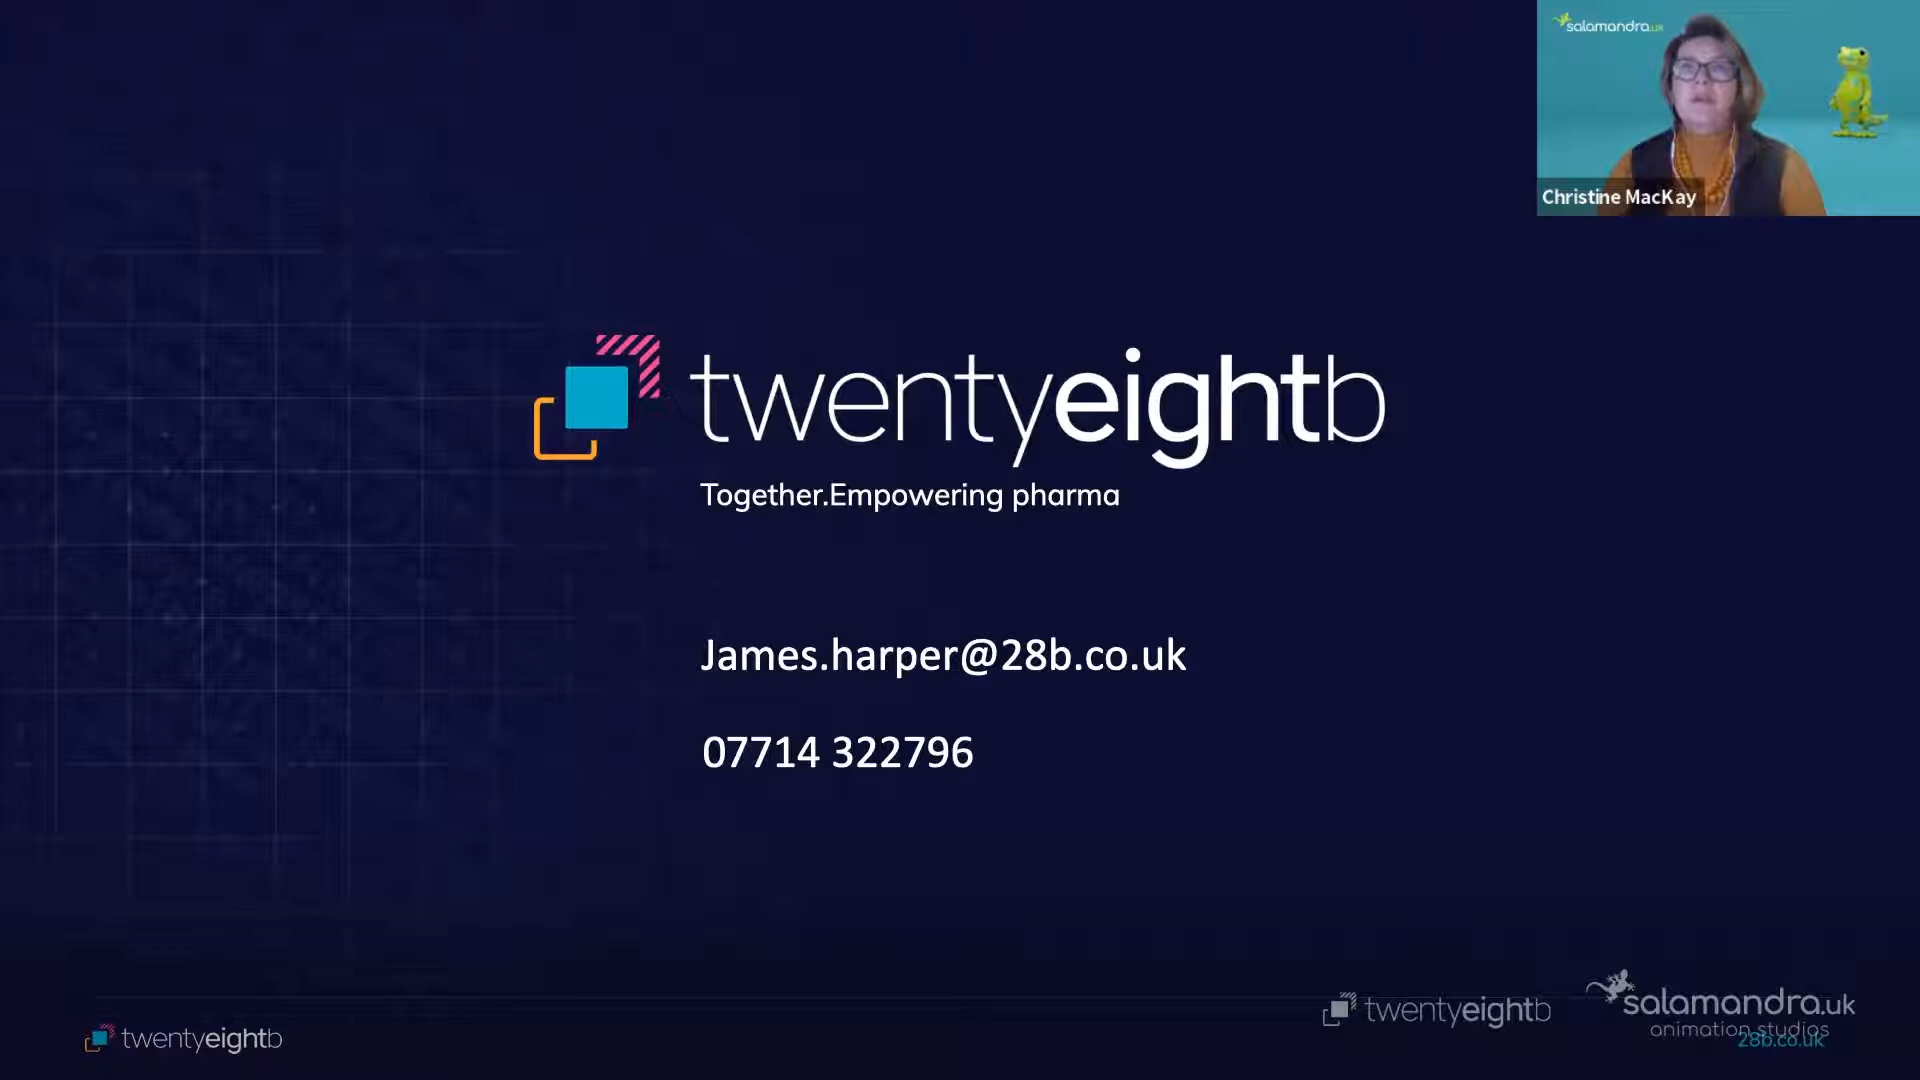 salamandra.uk
Christine MacKay
twentyeightb
Together.Empowering pharma
James.harper@28b.co.uk
07714 322796
twentyeightb
twentyeightb
salamandra.uk
animation studios
28b.co.uk